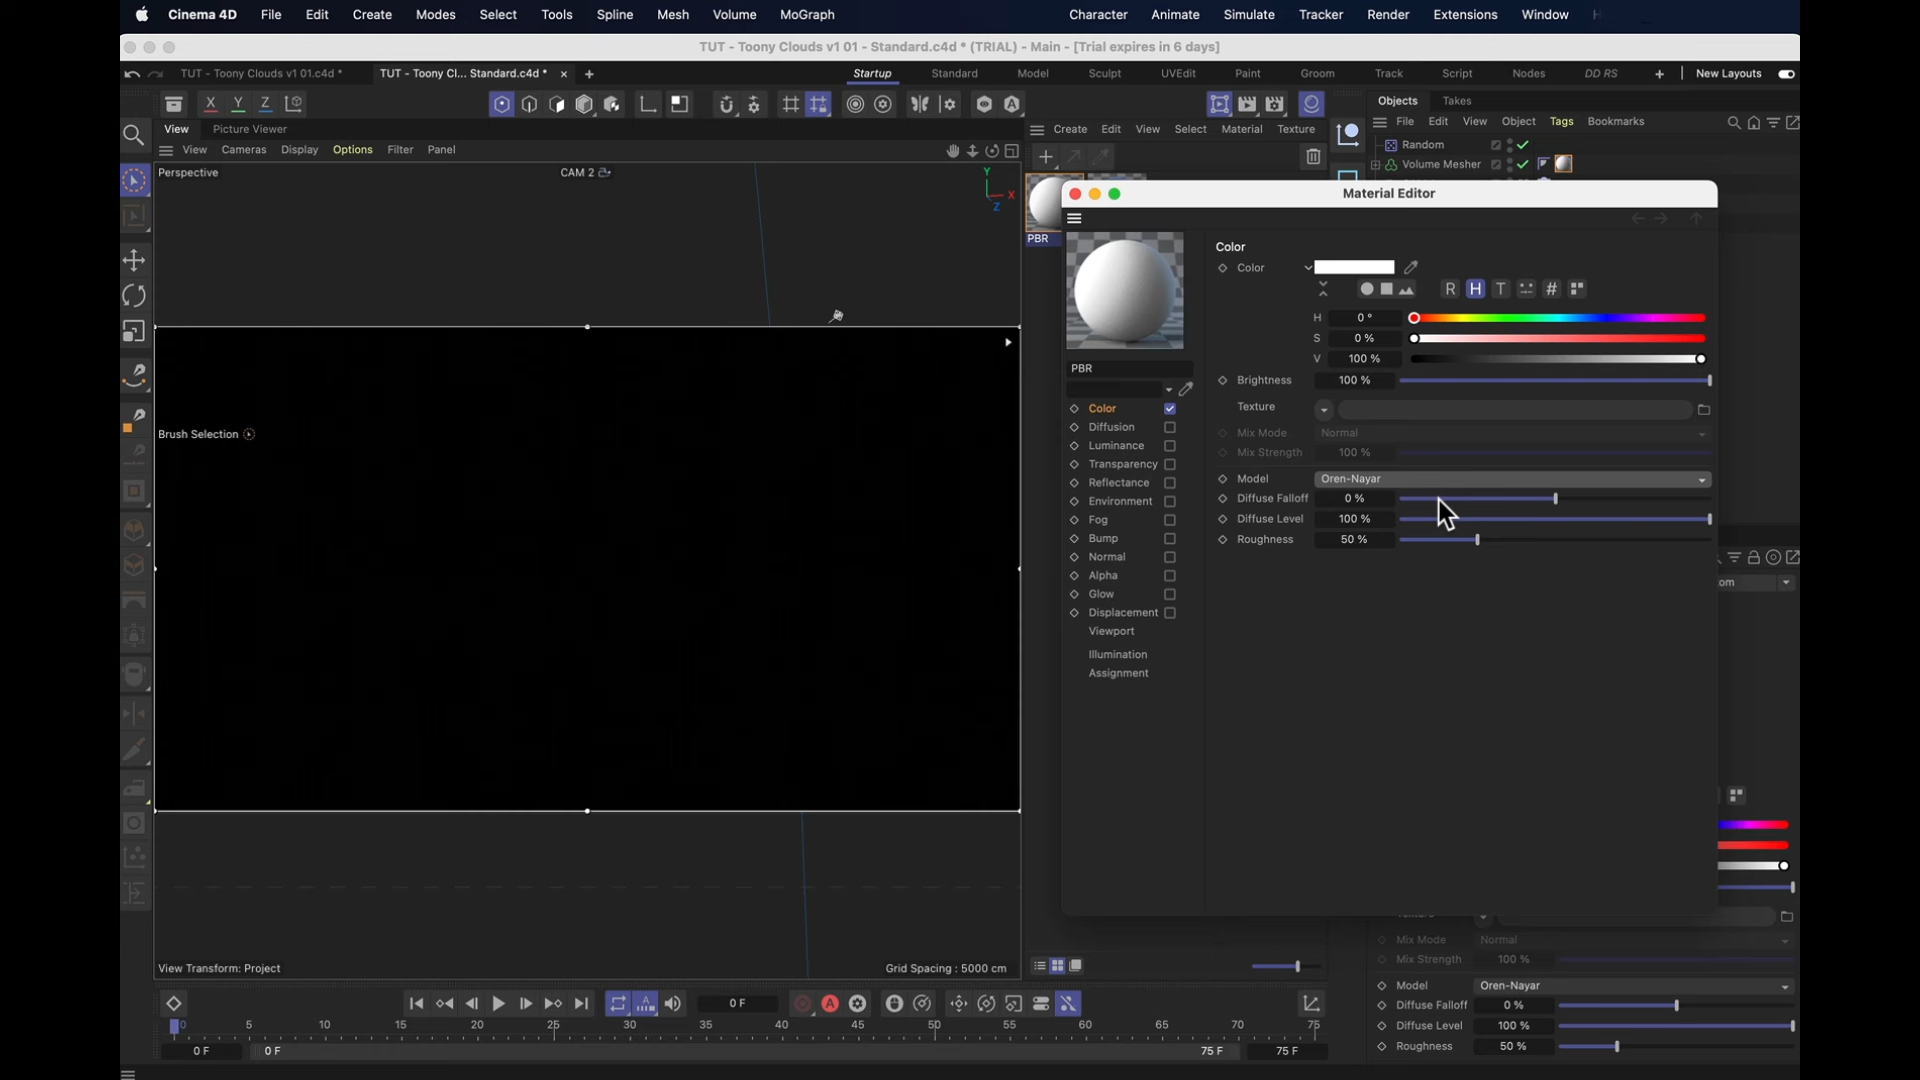 Cinema 4D File Edit Create Modes Select Tools Spline Mesh Volume MoGraph Character Animate Simulate Tracker Render Extensions Window
TUT - Toony Clouds v1 01 - Standard.c4d * (TRIAL) - Main - [Trial expires in 6 days]
TUT - Toony Clouds v1 01.c4d * TUT - Toony Cl... Standard.c4d * × + Startup Standard Model Sculpt UVEdit Paint Groom Track Script Nodes DD RS + New Layouts
X Y Z
Objects Takes
View Picture Viewer
Create Edit View Select Material Texture
File Edit View Object Tags Bookmarks
View Cameras Display Options Filter Panel
Random
Volume Mesher
Perspective CAM 2
Y
X
Z
PBR
Material Editor
Color
Color
R H T #
H 0 °
S 0 %
V 100 %
Brightness 100 %
Texture
Mix Mode Normal
Mix Strength 100 %
Model Oren-Nayar
Diffuse Falloff 0 %
Diffuse Level 100 %
Roughness 50 %
PBR
Color
Diffusion
Luminance
Transparency
Reflectance
Environment
Fog
Bump
Normal
Alpha
Glow
Displacement
Viewport
Illumination
Assignment
Brush Selection
om
Mix Mode Normal
Mix Strength 100 %
Model Oren-Nayar
Diffuse Falloff 0 %
Diffuse Level 100 %
Roughness 50 %
View Transform: Project Grid Spacing : 5000 cm
A A 0 F
0 5 10 15 20 25 30 35 40 45 50 55 60 65 70 75
0 F 0 F 75 F 75 F